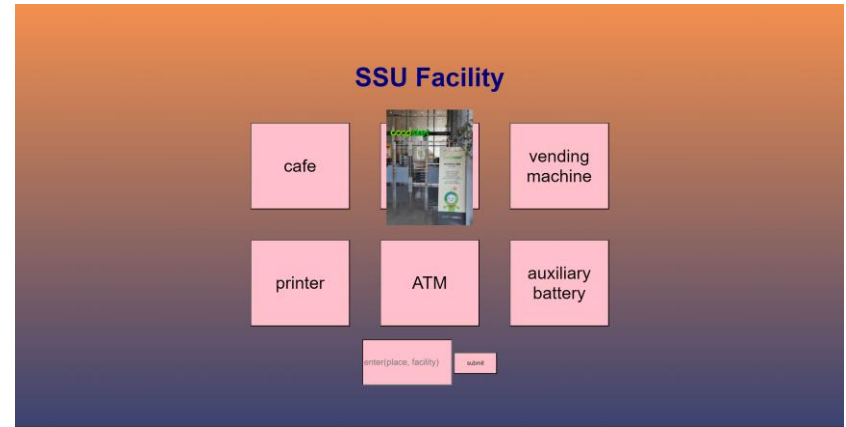 SSU Facility
cafe
vending
machine
printer
ATM
auxiliary
battery
enter(place, facility)
submit